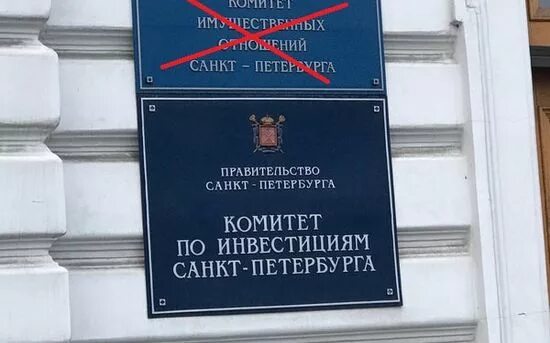 КОМИТЕТ
ИМУЩЕСТВЕННЫХ
ОТНОШЕНИЙ
САНКТ – ПЕТЕРБУРГА
ПРАВИТЕЛЬСТВО
САНКТ - ПЕТЕРБУРГА
КОМИТЕТ
ПО ИНВЕСТИЦИЯМ
САНКТ-ПЕТЕРБУРГА